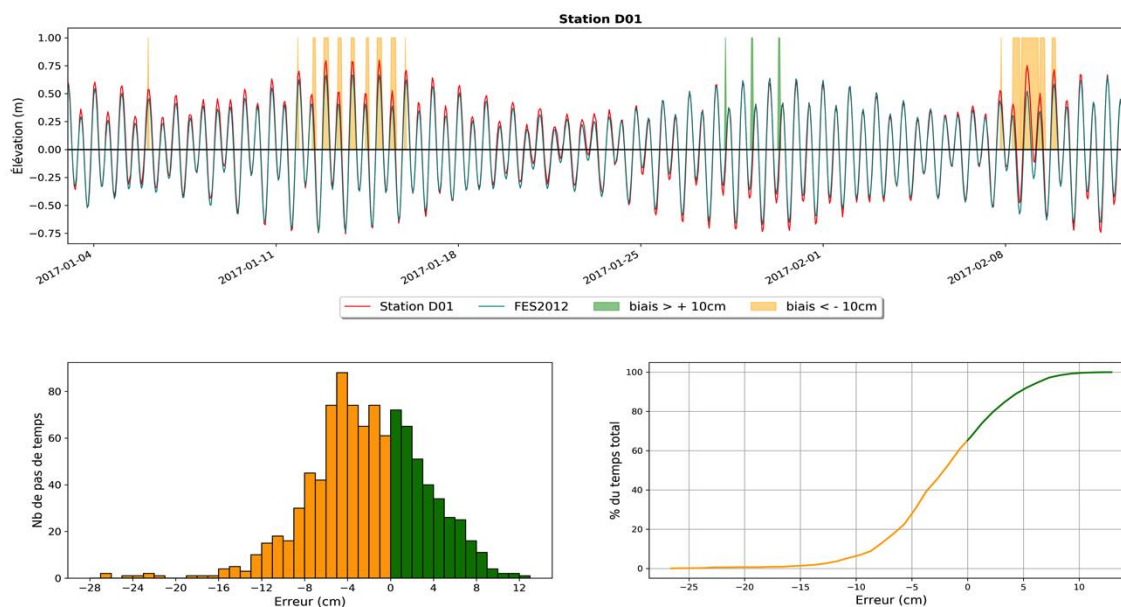 Station D01
Élévation (m)
1.00
0.75
0.50
0.25
0.00
−0.25
−0.50
−0.75
2017-01-04
2017-01-11
2017-01-18
2017-01-25
2017-02-01
2017-02-08
Station D01 FES2012 biais > + 10cm biais < - 10cm
Nb de pas de temps
80
60
40
20
0
−28 −24 −20 −16 −12 −8 −4 0 4 8 12
Erreur (cm)
% du temps total
100
80
60
40
20
0
−25 −20 −15 −10 −5 0 5 10
Erreur (cm)